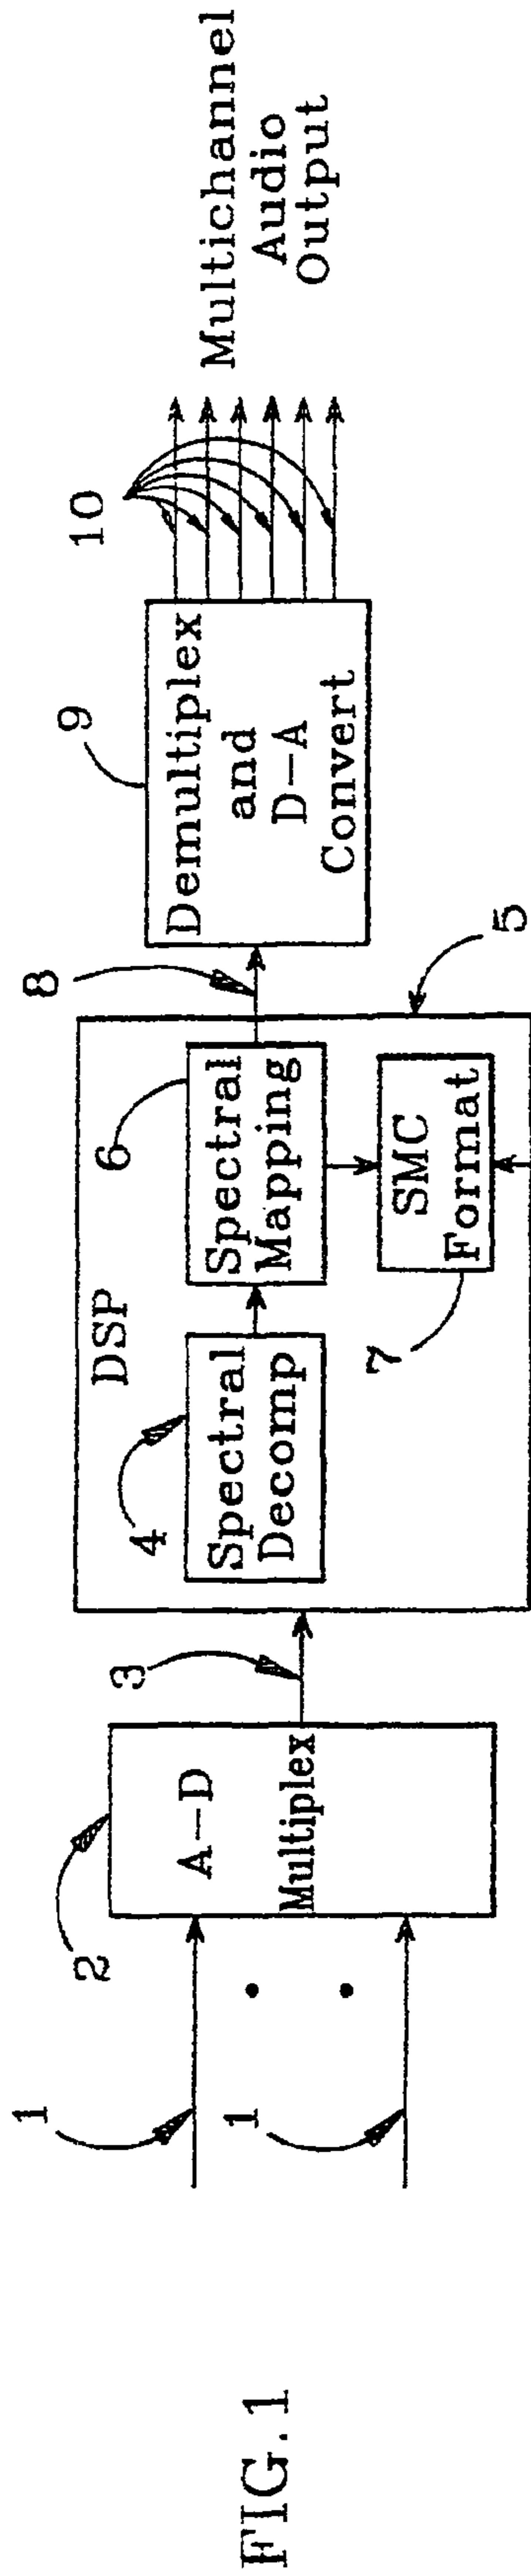 FIG. 1
1
1
2
A-D
Multiplex
3
DSP
4
Spectral
Decomp
6
Spectral
Mapping
7
SMC
Format
5
8
9
Demultiplex
and
D-A
Convert
10
Multichannel
Audio
Output